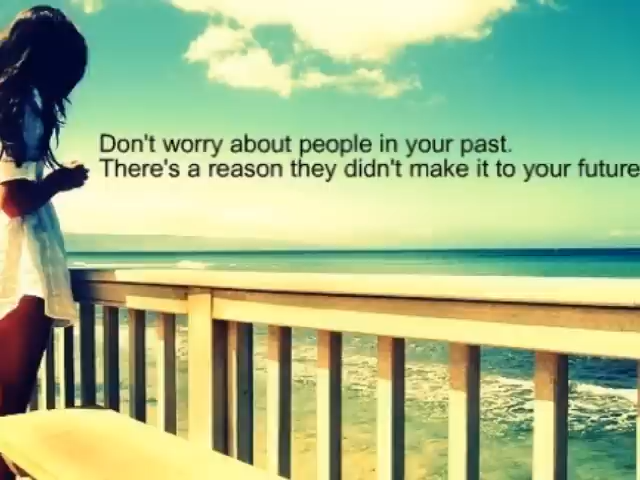 Don't worry about people in your past.
There's a reason they didn't make it to your future